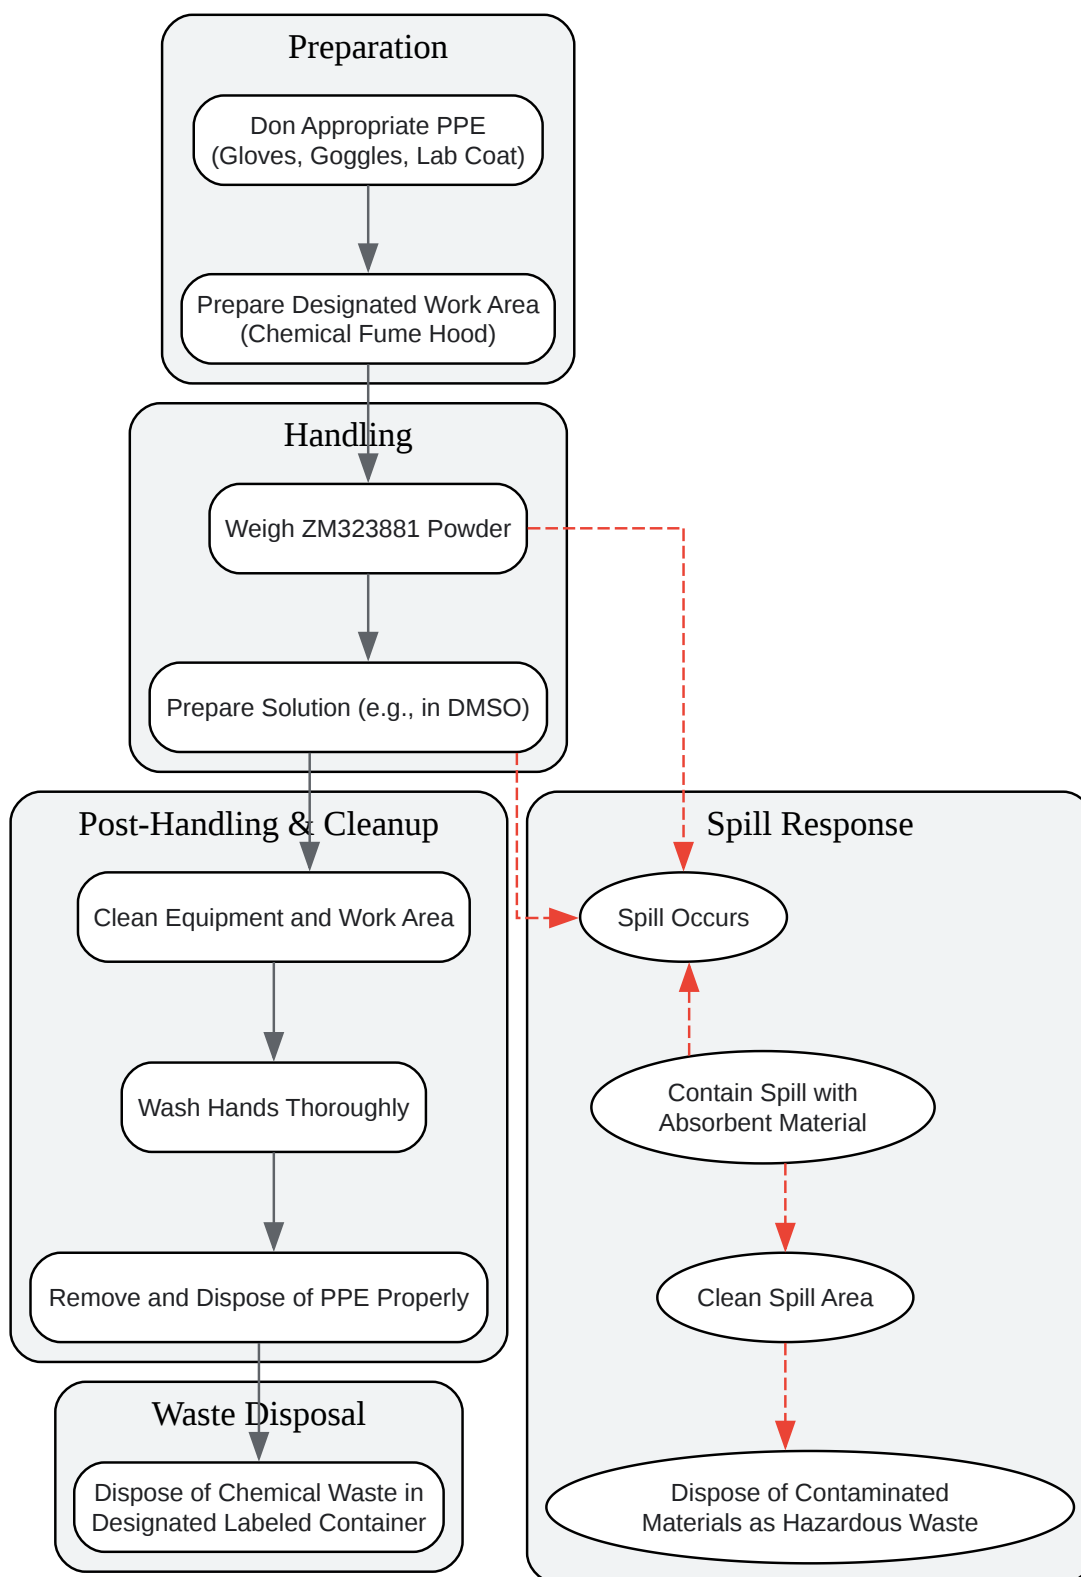 Preparation
Don Appropriate PPE
(Gloves, Goggles, Lab Coat)
Prepare Designated Work Area
(Chemical Fume Hood)
Handling
Weigh ZM323881 Powder
Prepare Solution (e.g., in DMSO)
Post-Handling & Cleanup
Clean Equipment and Work Area
Wash Hands Thoroughly
Remove and Dispose of PPE Properly
Waste Disposal
Dispose of Chemical Waste in
Designated Labeled Container
Spill Response
Spill Occurs
Contain Spill with
Absorbent Material
Clean Spill Area
Dispose of Contaminated
Materials as Hazardous Waste